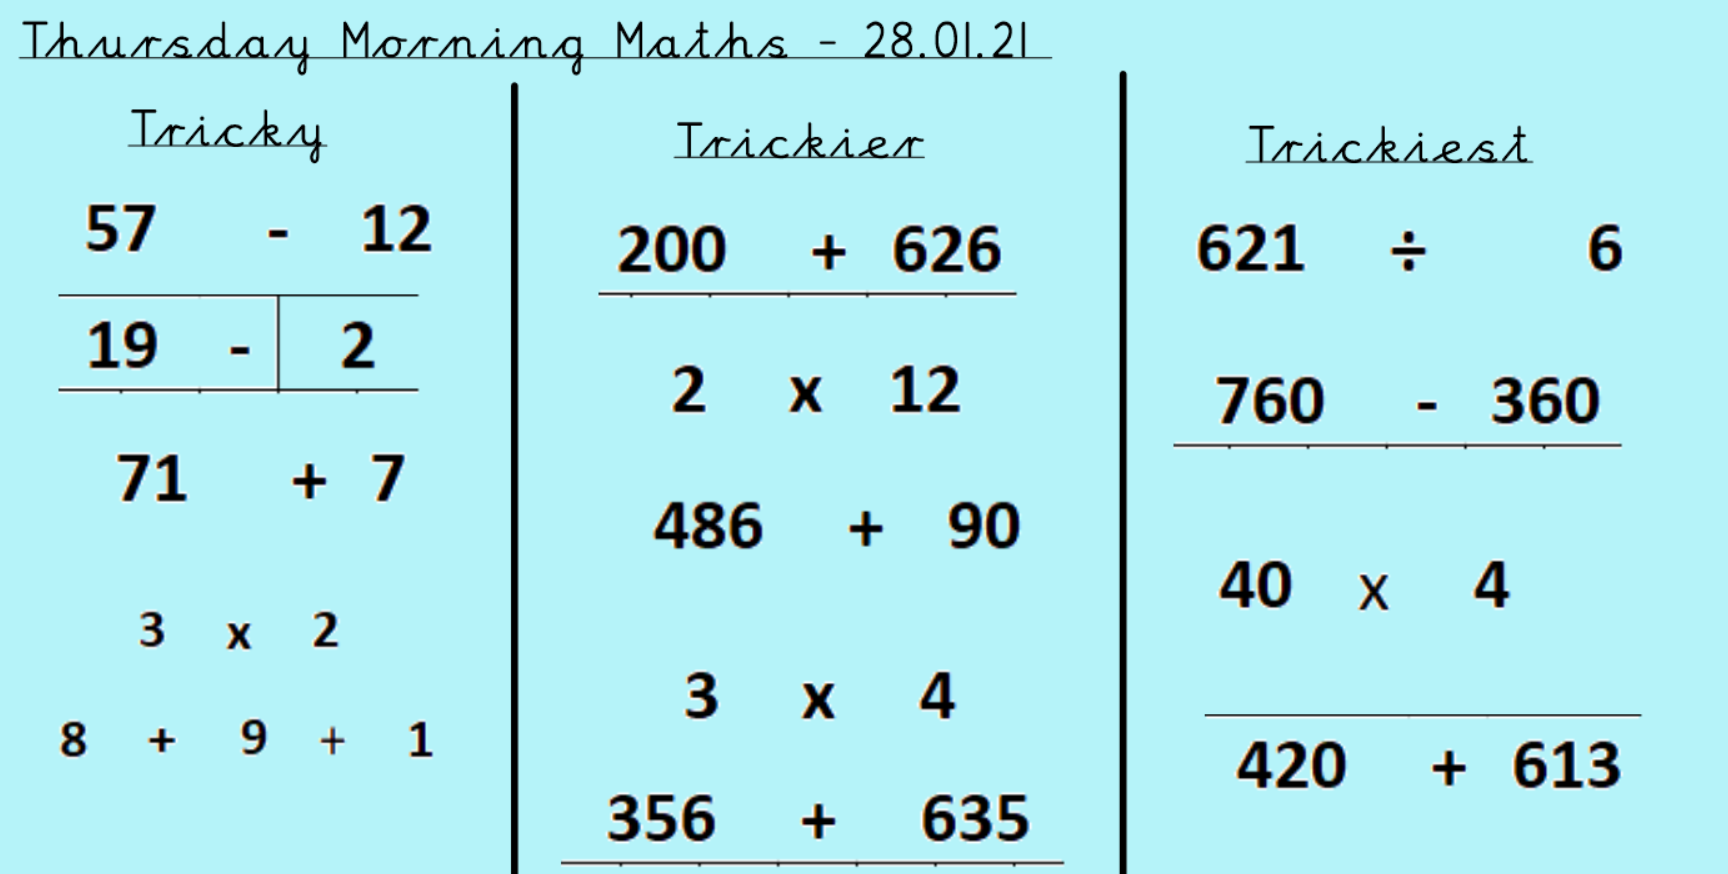 Thursday Morning Maths - 28.01.21
Tricky
57 - 12
19 - 2
71 + 7
3 x 2
8 + 9 + 1
Trickier
200 + 626
2 x 12
486 + 90
3 x 4
356 + 635
Trickiest
621 ÷ 6
760 - 360
40 x 4
420 + 613